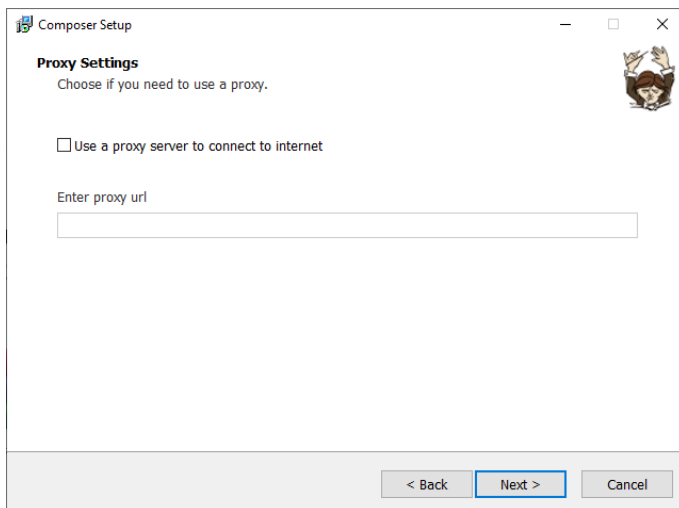 Composer Setup
Proxy Settings
Choose if you need to use a proxy.
Use a proxy server to connect to internet
Enter proxy url
< Back
Next >
Cancel